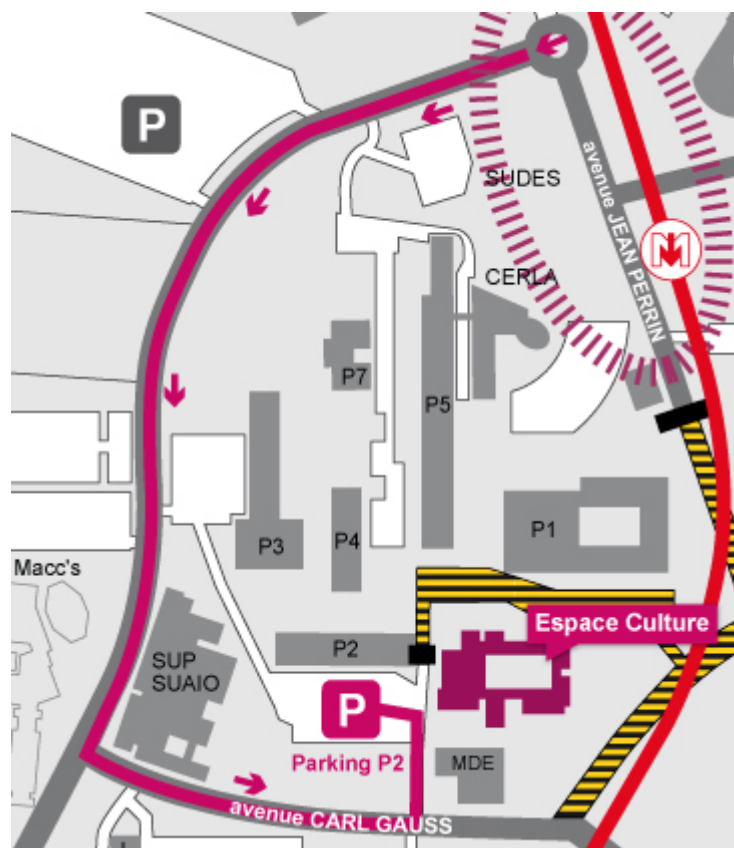 P
SUDES
avenue JEAN PERRIN
M
CERLA
P7
P5
P3
P4
P1
Macc's
Espace Culture
P2
SUP
SUAIO
P
Parking P2
MDE
avenue CARL GAUSS